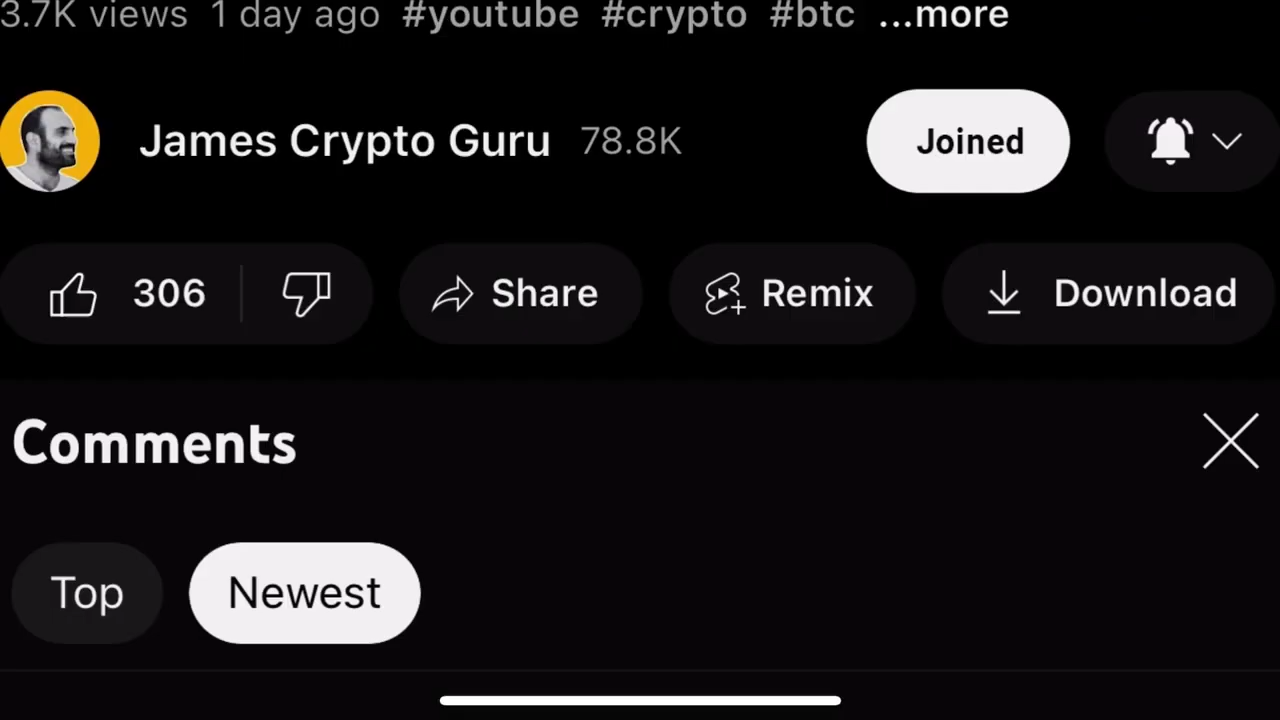 3.7K views 1 day ago #youtube #crypto #btc ...more
James Crypto Guru 78.8K Joined
306 Share Remix Download
Comments
Top Newest